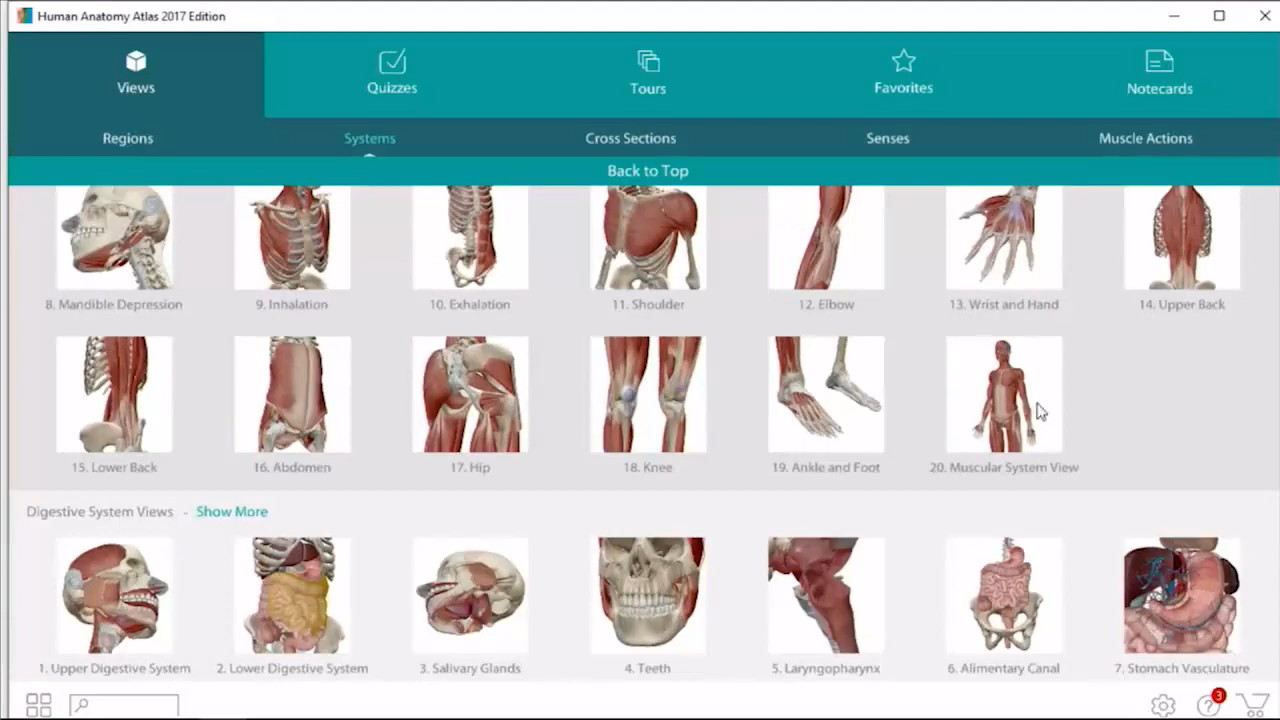 Human Anatomy Atlas 2017 Edition
Views
Quizzes
Tours
Favorites
Notecards
Regions
Systems
Cross Sections
Senses
Muscle Actions
Back to Top
8. Mandible Depression
9. Inhalation
10. Exhalation
11. Shoulder
12. Elbow
13. Wrist and Hand
14. Upper Back
15. Lower Back
16. Abdomen
17. Hip
18. Knee
19. Ankle and Foot
20. Muscular System View
Digestive System Views - Show More
1. Upper Digestive System
2. Lower Digestive System
3. Salivary Glands
4. Teeth
5. Laryngopharynx
6. Alimentary Canal
7. Stomach Vasculature
3